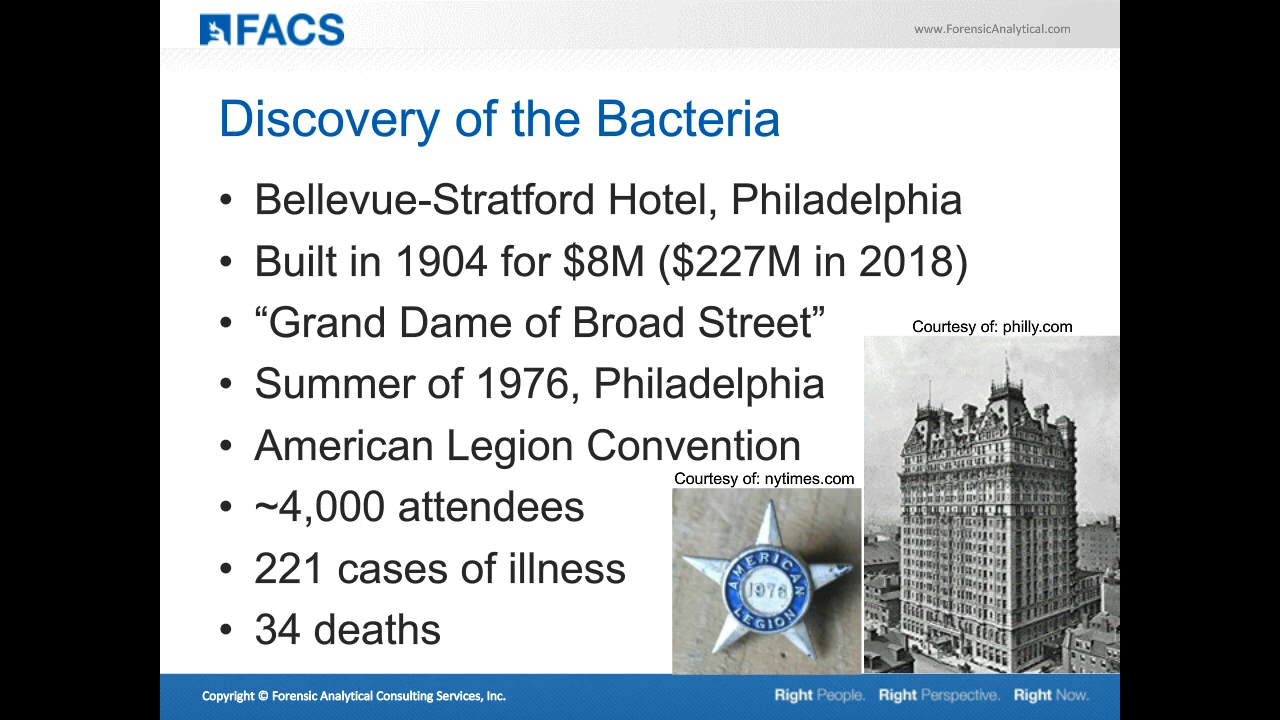 FACS
www.ForensicAnalytical.com
Discovery of the Bacteria
• Bellevue-Stratford Hotel, Philadelphia
• Built in 1904 for $8M ($227M in 2018)
• “Grand Dame of Broad Street”
• Summer of 1976, Philadelphia
• American Legion Convention
• ~4,000 attendees
• 221 cases of illness
• 34 deaths
Courtesy of: philly.com
Courtesy of: nytimes.com
AMERICAN
1976
LEGION
Copyright © Forensic Analytical Consulting Services, Inc.
Right People. Right Perspective. Right Now.